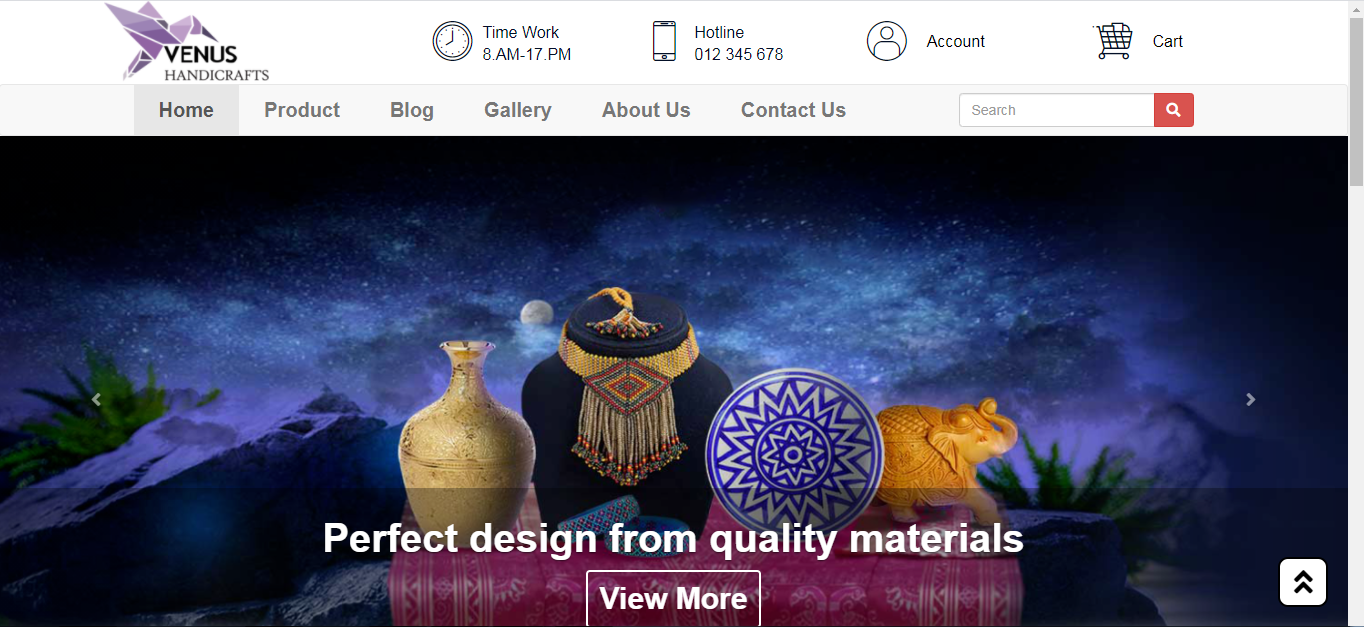 VENUS
HANDICRAFTS
Time Work
8.AM-17.PM
Hotline
012 345 678
Account
Cart
Home
Product
Blog
Gallery
About Us
Contact Us
Search
Perfect design from quality materials
View More